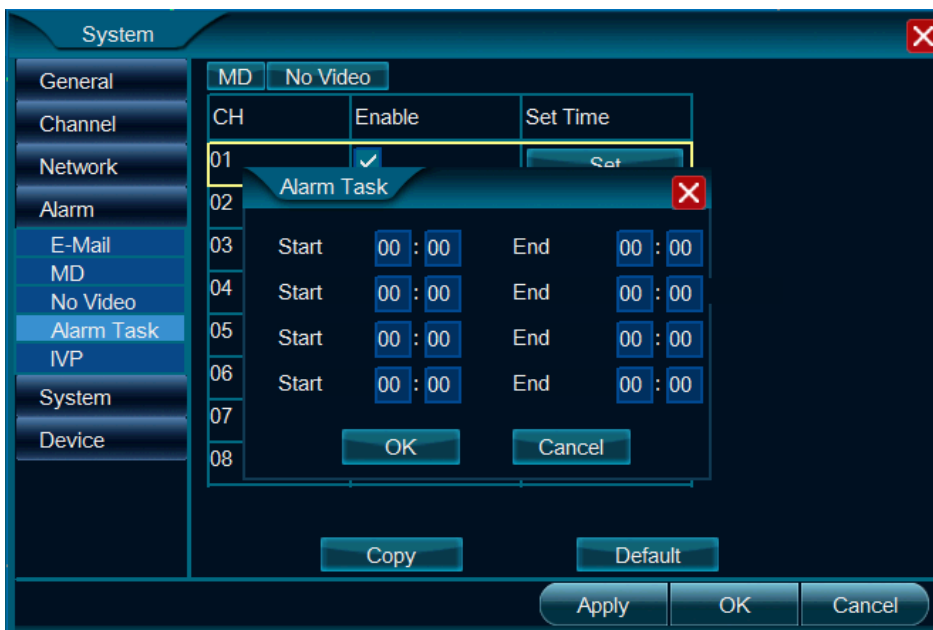 System
General
Channel
Network
Alarm
E-Mail
MD
No Video
Alarm Task
IVP
System
Device
MD No Video
CH Enable Set Time
01 Set
02
03
04
05
06
07
08
Alarm Task
Start 00 : 00 End 00 : 00
Start 00 : 00 End 00 : 00
Start 00 : 00 End 00 : 00
Start 00 : 00 End 00 : 00
OK Cancel
Copy Default
Apply OK Cancel